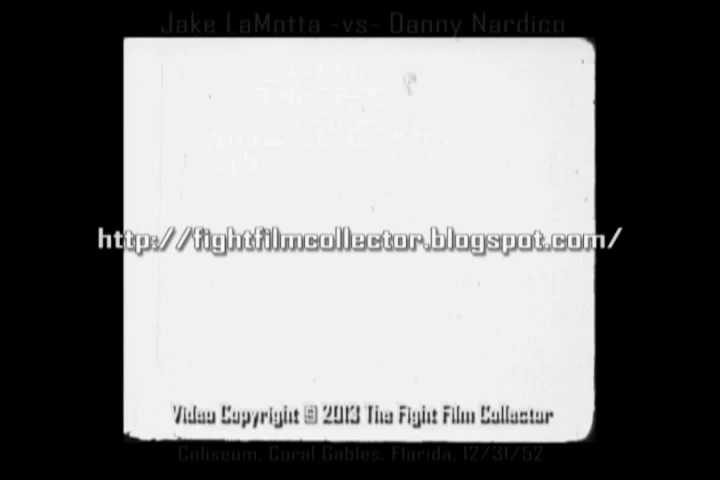 Jake LaMotta -vs- Danny Nardico
http://fightfilmcollector.blogspot.com/
Video Copyright © 2013 The Fight Film Collector
Coliseum, Coral Gables, Florida, 12/31/52